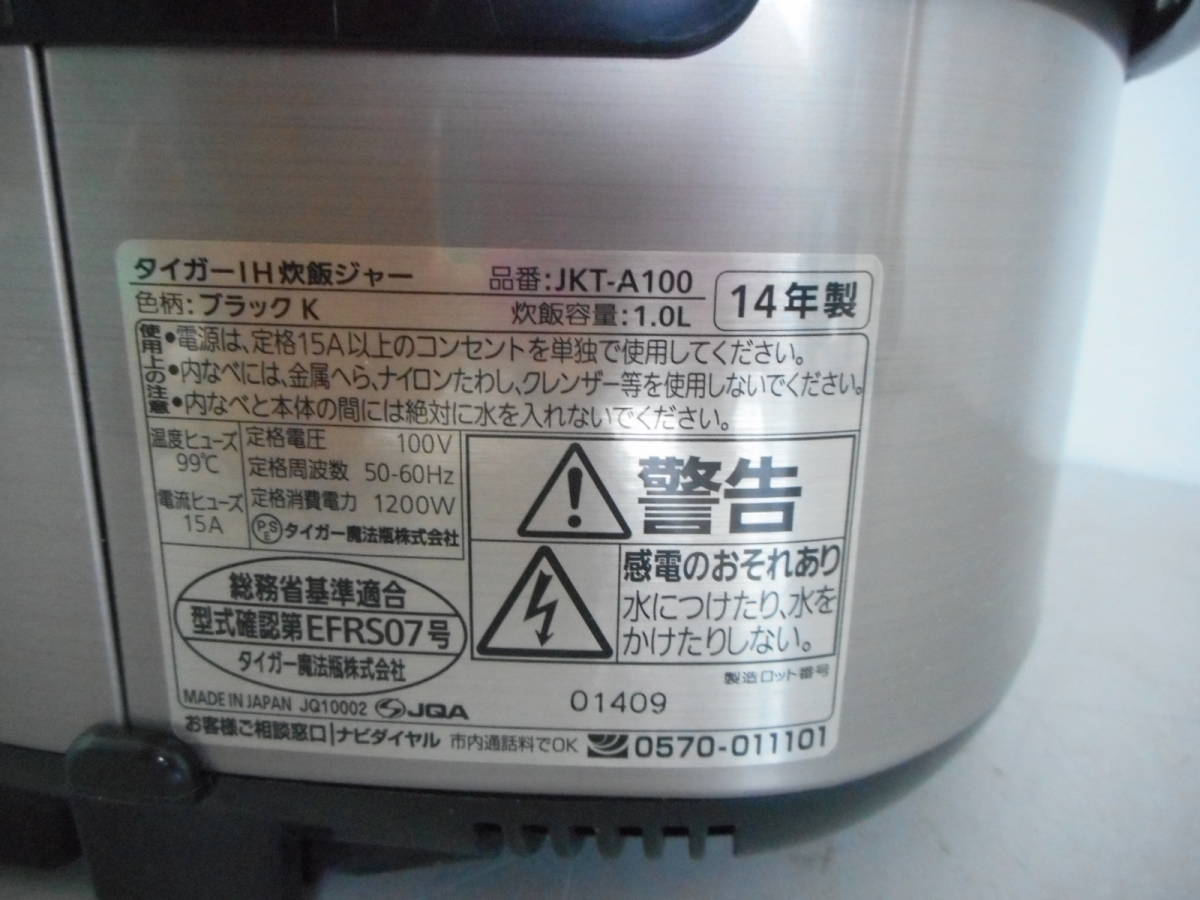 タイガーIH炊飯ジャー 品番:JKT-A100
色柄:ブラック K 炊飯容量:1.0L
14年製
使用上の注意
•電源は、定格15A以上のコンセントを単独で使用してください。
•内なべには、金属へら、ナイロンたわし、クレンザー等を使用しないでください。
•内なべと本体の間には絶対に水を入れないでください。
温度ヒューズ
99℃
電流ヒューズ
15A
定格電圧 100V
定格周波数 50-60Hz
定格消費電力 1200W
PSE タイガー魔法瓶株式会社
警告
感電のおそれあり
水につけたり、水を
かけたりしない。
総務省基準適合
型式確認第EFRS07号
タイガー魔法瓶株式会社
製造ロット番号
01409
MADE IN JAPAN JQ10002 JQA
お客様ご相談窓口|ナビダイヤル 市内通話料でOK 0570-011101